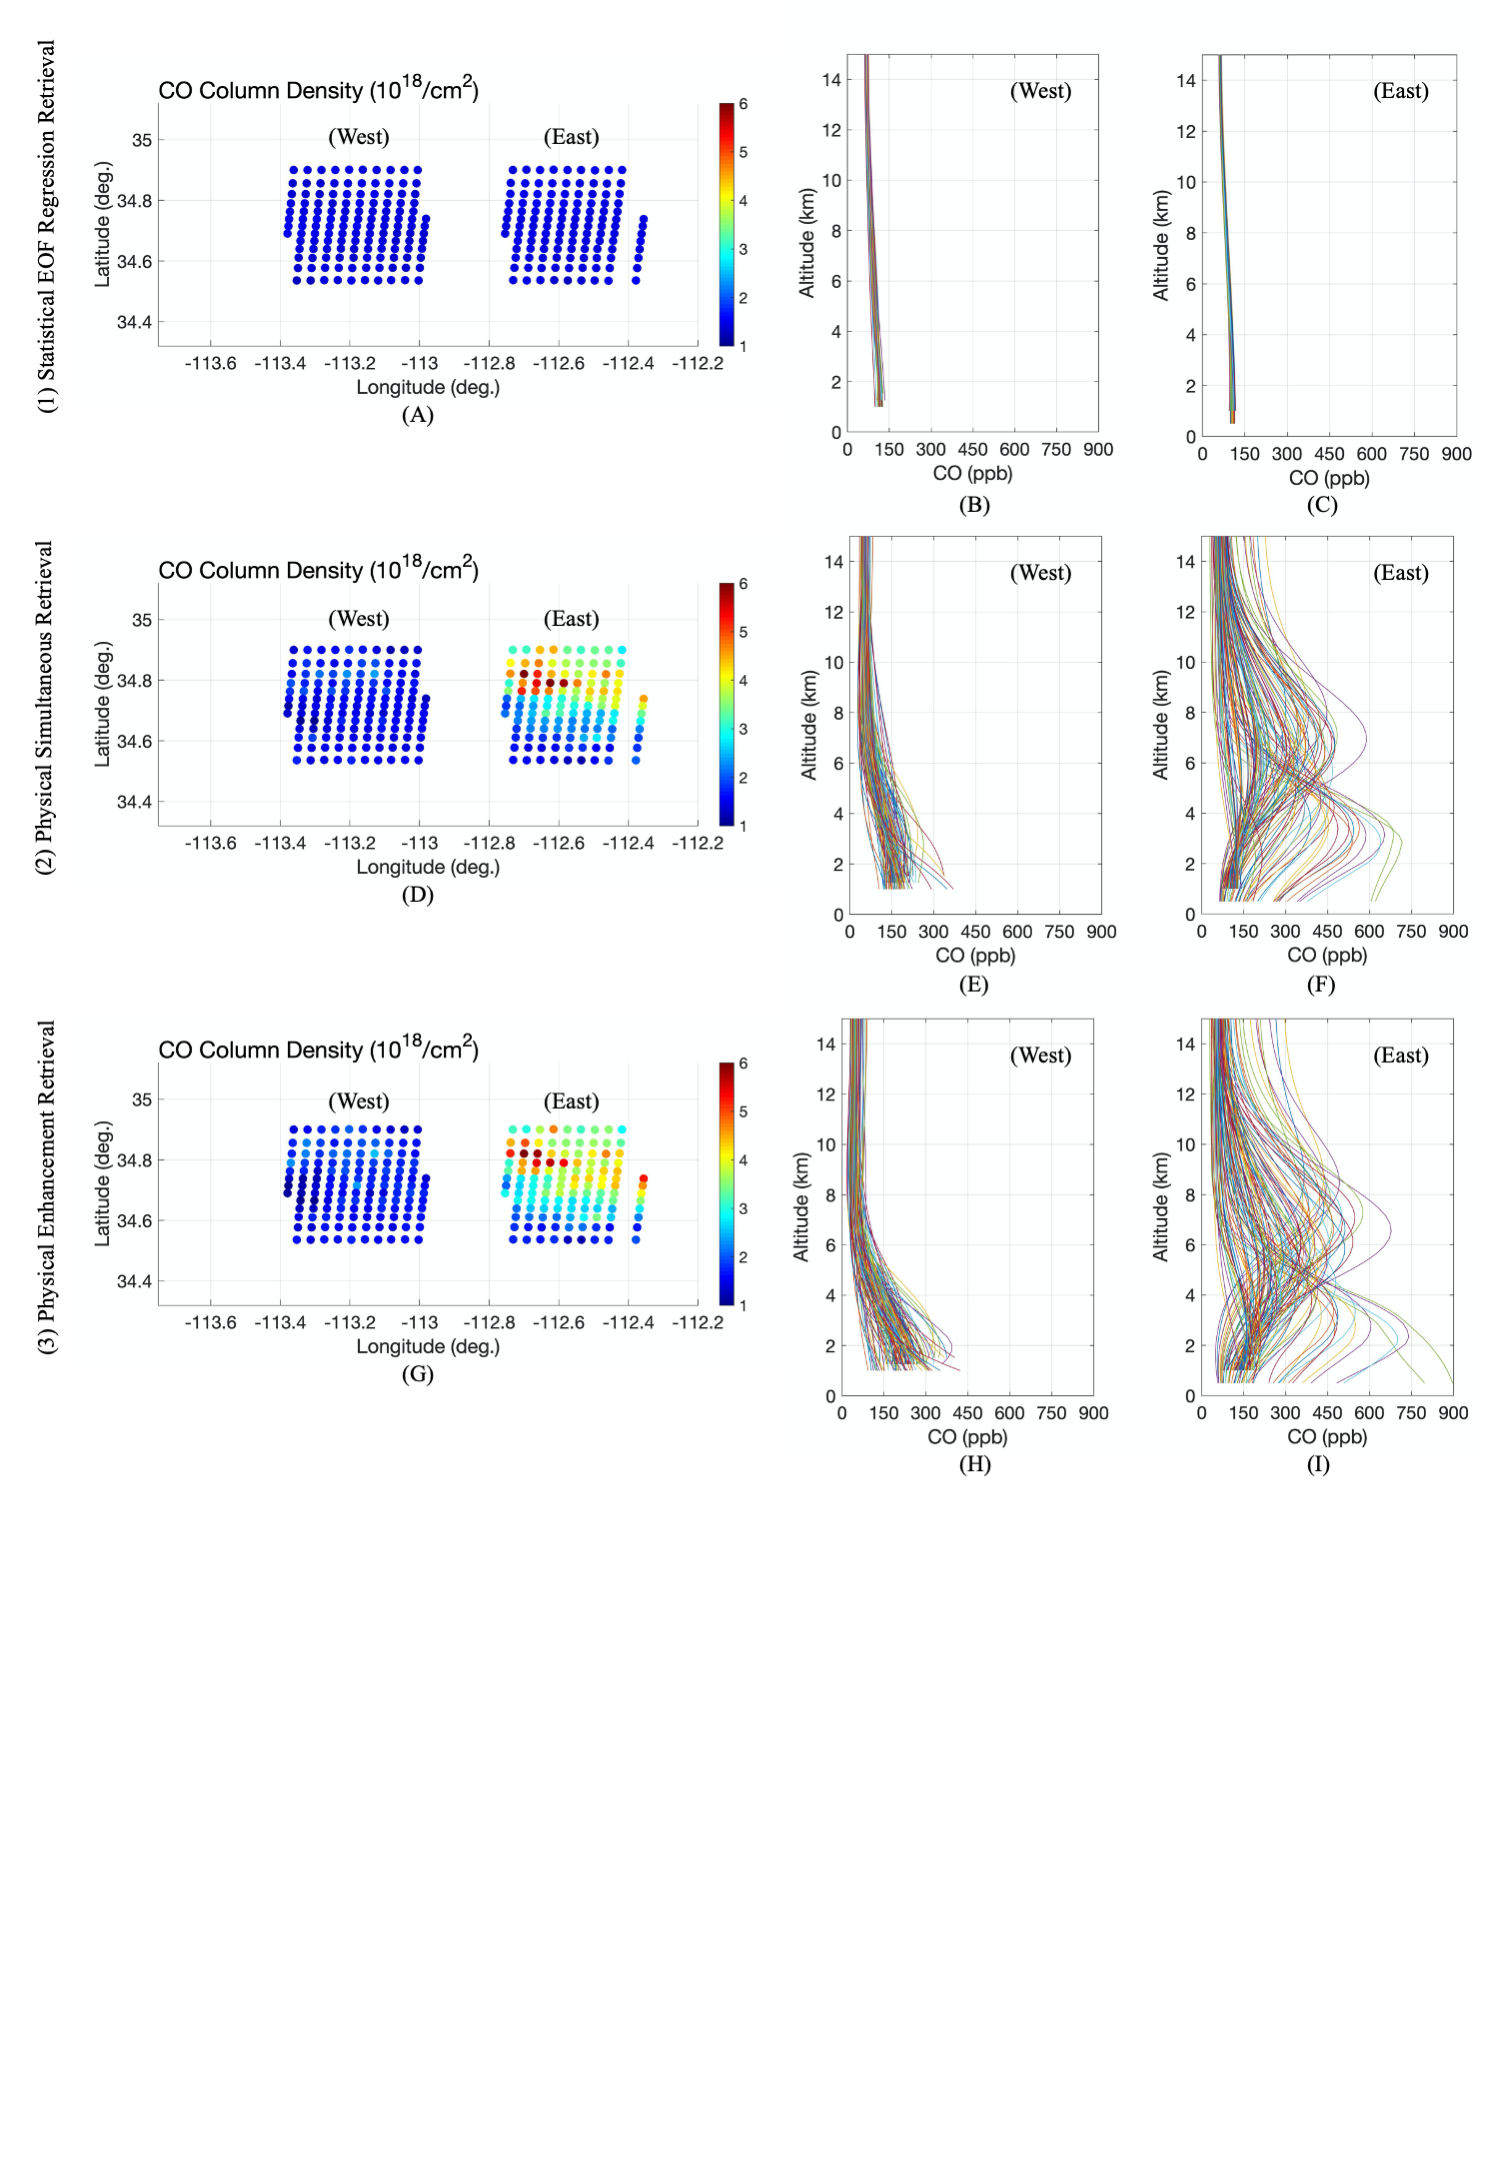 (1) Statistical EOF Regression Retrieval
CO Column Density (10^18/cm^2)
(West)
(East)
35
34.8
34.6
34.4
Latitude (deg.)
-113.6 -113.4 -113.2 -113 -112.8 -112.6 -112.4 -112.2
Longitude (deg.)
6
5
4
3
2
1
(A)
(West)
14
12
10
8
6
4
2
0
Altitude (km)
0 150 300 450 600 750 900
CO (ppb)
(B)
(East)
14
12
10
8
6
4
2
0
Altitude (km)
0 150 300 450 600 750 900
CO (ppb)
(C)
(2) Physical Simultaneous Retrieval
CO Column Density (10^18/cm^2)
(West)
(East)
35
34.8
34.6
34.4
Latitude (deg.)
-113.6 -113.4 -113.2 -113 -112.8 -112.6 -112.4 -112.2
Longitude (deg.)
6
5
4
3
2
1
(D)
(West)
14
12
10
8
6
4
2
0
Altitude (km)
0 150 300 450 600 750 900
CO (ppb)
(E)
(East)
14
12
10
8
6
4
2
0
Altitude (km)
0 150 300 450 600 750 900
CO (ppb)
(F)
(3) Physical Enhancement Retrieval
CO Column Density (10^18/cm^2)
(West)
(East)
35
34.8
34.6
34.4
Latitude (deg.)
-113.6 -113.4 -113.2 -113 -112.8 -112.6 -112.4 -112.2
Longitude (deg.)
6
5
4
3
2
1
(G)
(West)
14
12
10
8
6
4
2
0
Altitude (km)
0 150 300 450 600 750 900
CO (ppb)
(H)
(East)
14
12
10
8
6
4
2
0
Altitude (km)
0 150 300 450 600 750 900
CO (ppb)
(I)